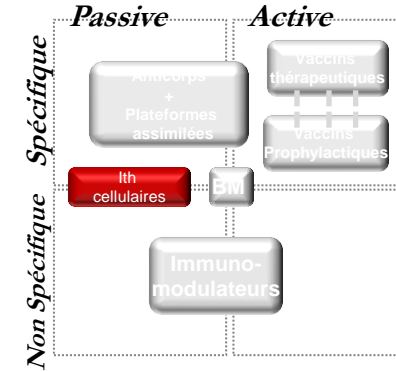 Passive
Active
Spécifique
Anticorps
+
Plateformes
assimilées
Vaccins
thérapeutiques
Vaccins
Prophylactiques
Ith
cellulaires
BM
Non Spécifique
Immuno-
modulateurs